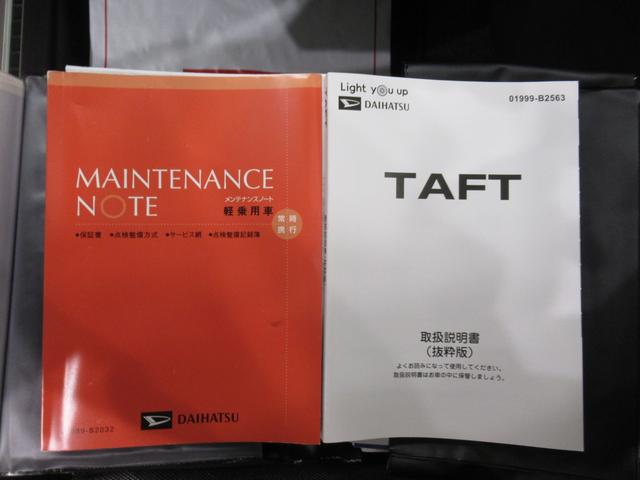 MAINTENANCE
NOTE
メンテナンスノート
軽乗用車
常時
携行
●保証書 ●点検整備方式 ●サービス網 ●点検整備記録簿
DAIHATSU
999-B2032
Light you up
DAIHATSU
01999-B2563
TAFT
取扱説明書
(抜粋版)
よくお読みになって使用してください。
取扱説明書はお車の中に保管しましょう。